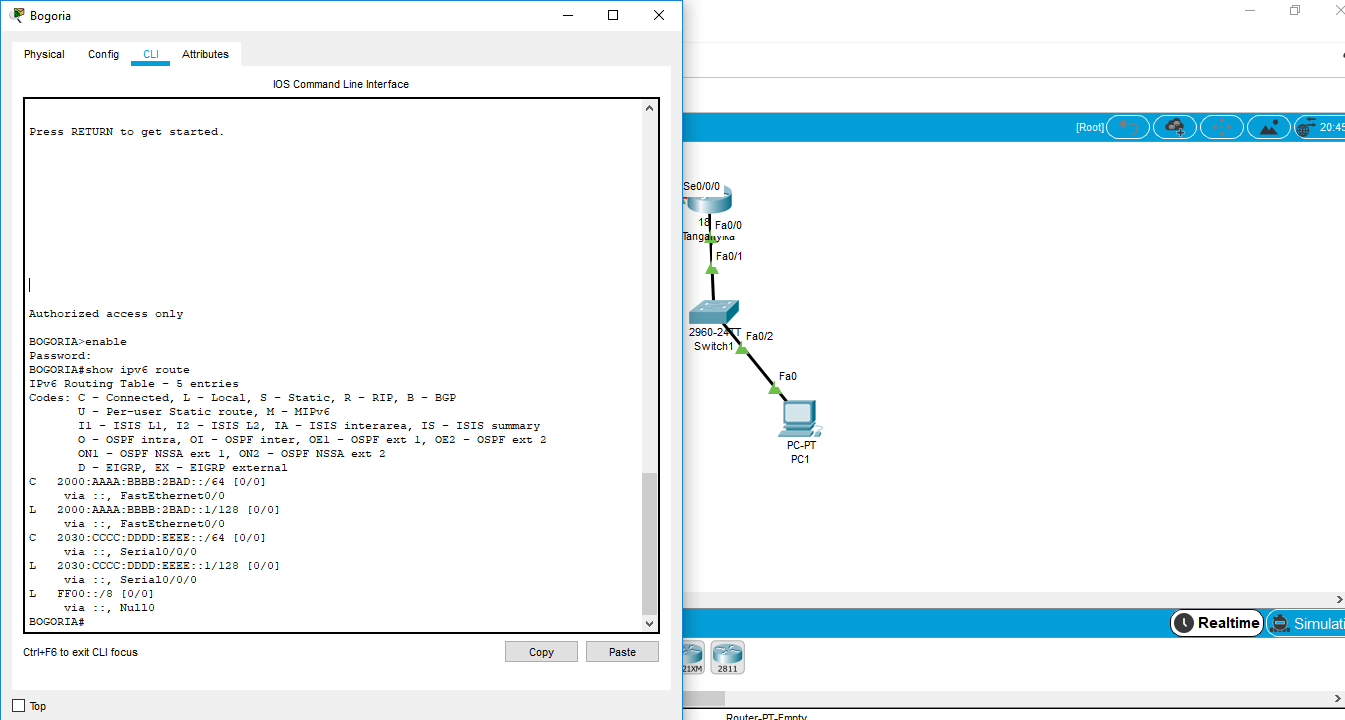 Bogoria
Physical Config CLI Attributes
IOS Command Line Interface
Press RETURN to get started.
Authorized access only
BOGORIA>enable
Password:
BOGORIA#show ipv6 route
IPv6 Routing Table - 5 entries
Codes: C - Connected, L - Local, S - Static, R - RIP, B - BGP
U - Per-user Static route, M - MIPv6
I1 - ISIS L1, I2 - ISIS L2, IA - ISIS interarea, IS - ISIS summary
O - OSPF intra, OI - OSPF inter, OE1 - OSPF ext 1, OE2 - OSPF ext 2
ON1 - OSPF NSSA ext 1, ON2 - OSPF NSSA ext 2
D - EIGRP, EX - EIGRP external
C 2000:AAAA:BBBB:2BAD::/64 [0/0]
via ::, FastEthernet0/0
L 2000:AAAA:BBBB:2BAD::1/128 [0/0]
via ::, FastEthernet0/0
C 2030:CCCC:DDDD:EEEE::/64 [0/0]
via ::, Serial0/0/0
L 2030:CCCC:DDDD:EEEE::1/128 [0/0]
via ::, Serial0/0/0
L FF00::/8 [0/0]
via ::, Null0
BOGORIA#
Ctrl+F6 to exit CLI focus
Copy Paste
Top
[Root]
20:45
Se0/0/0
18
Fa0/0
Tanganyika
Fa0/1
2960-24TT
Switch1
Fa0/2
Fa0
PC-PT
PC1
Realtime Simulati
21XM
2811
Router-PT-Empty